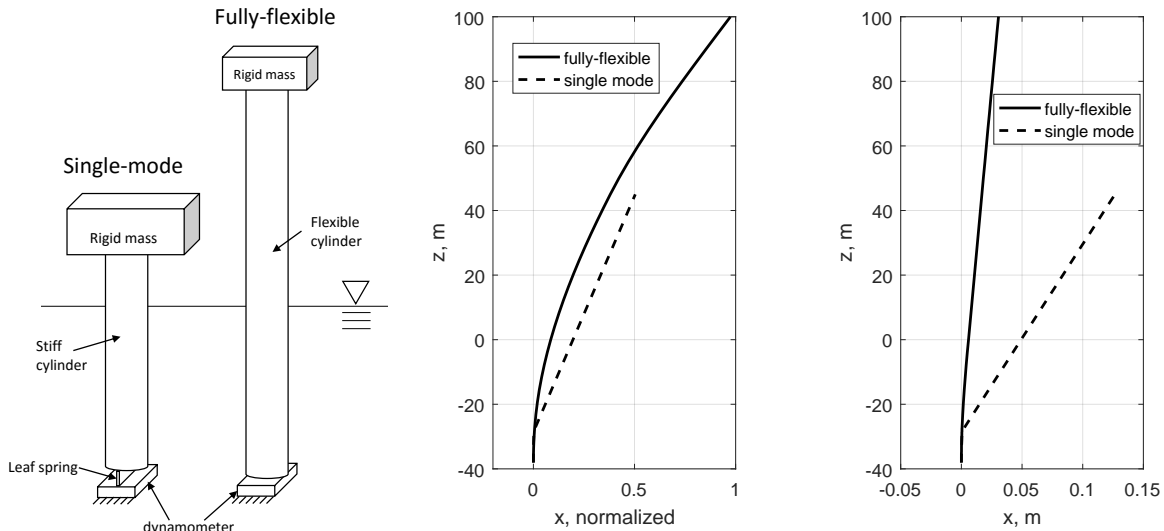 Fully-flexible
Rigid mass
Single-mode
Rigid mass
Flexible
cylinder
Stiff
cylinder
Leaf spring
dynamometer
100
80
60
40
20
0
-20
-40
z, m
fully-flexible
single mode
0
0.5
1
x, normalized
100
80
60
40
20
0
-20
-40
z, m
fully-flexible
single mode
-0.05
0
0.05
0.1
0.15
x, m